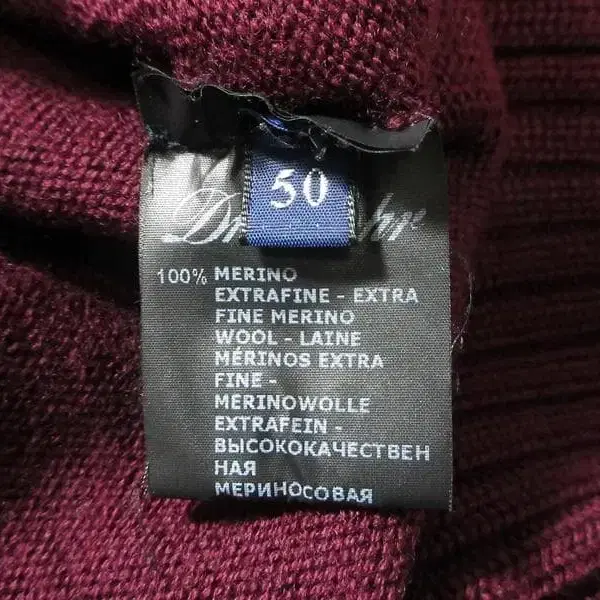 50
100% MERINO
EXTRAFINE - EXTRA
FINE MERINO
WOOL - LAINE
MÉRINOS EXTRA
FINE -
MERINOWOLLE
EXTRAFEIN -
ВЫСОКОКАЧЕСТВЕН
НАЯ
МЕРИНОСОВАЯ